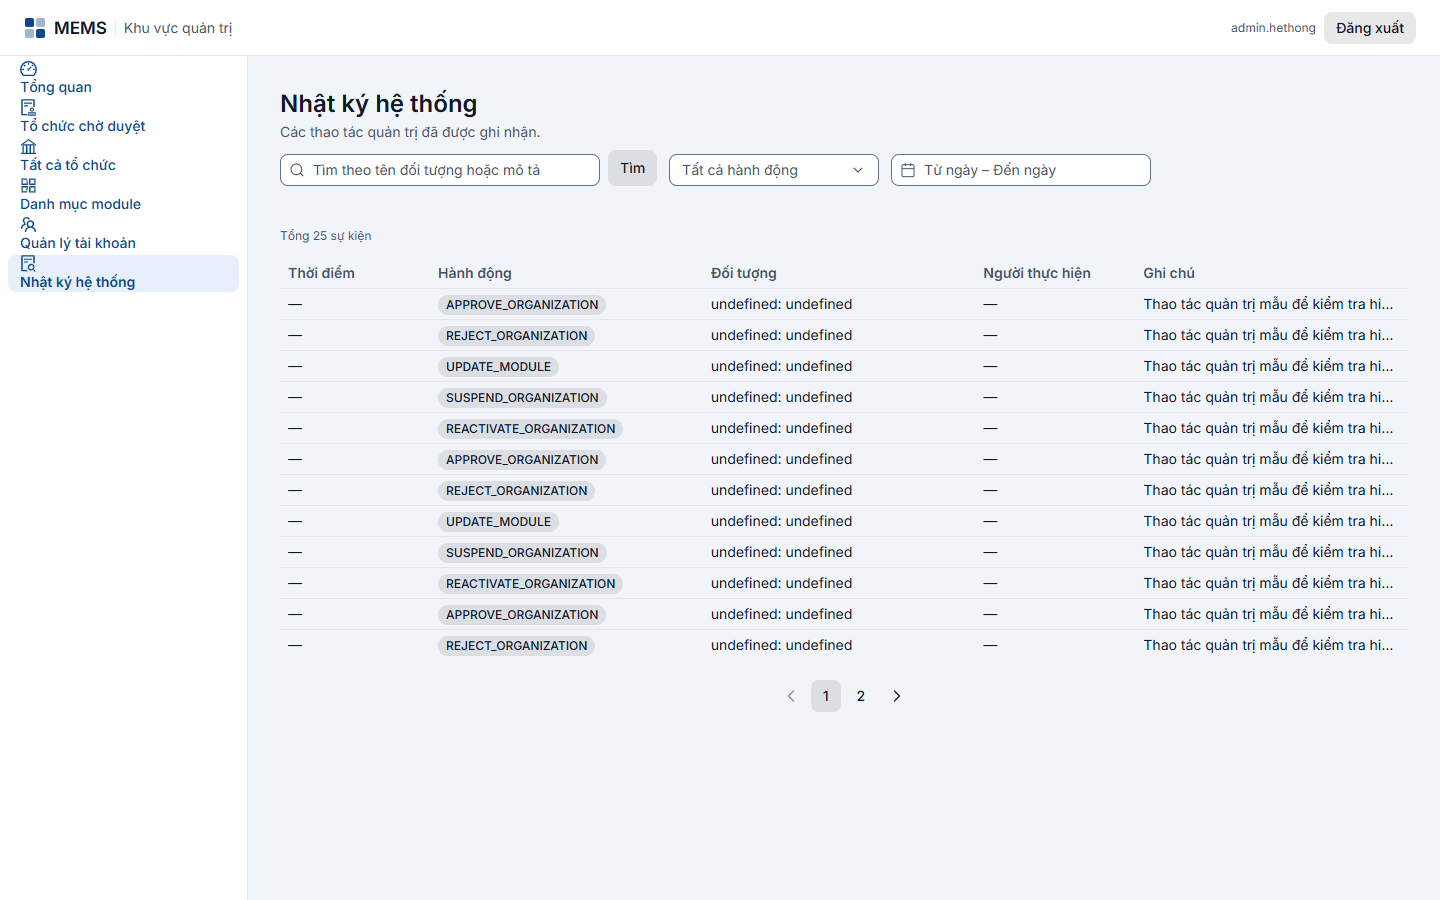 MEMS Khu vực quản trị admin.hethong Đăng xuất
Tổng quan
Tổ chức chờ duyệt
Tất cả tổ chức
Danh mục module
Quản lý tài khoản
Nhật ký hệ thống
Nhật ký hệ thống
Các thao tác quản trị đã được ghi nhận.
Tìm theo tên đối tượng hoặc mô tả Tìm Tất cả hành động Từ ngày – Đến ngày
Tổng 25 sự kiện
Thời điểm Hành động Đối tượng Người thực hiện Ghi chú
— APPROVE_ORGANIZATION undefined: undefined — Thao tác quản trị mẫu để kiểm tra hi...
— REJECT_ORGANIZATION undefined: undefined — Thao tác quản trị mẫu để kiểm tra hi...
— UPDATE_MODULE undefined: undefined — Thao tác quản trị mẫu để kiểm tra hi...
— SUSPEND_ORGANIZATION undefined: undefined — Thao tác quản trị mẫu để kiểm tra hi...
— REACTIVATE_ORGANIZATION undefined: undefined — Thao tác quản trị mẫu để kiểm tra hi...
— APPROVE_ORGANIZATION undefined: undefined — Thao tác quản trị mẫu để kiểm tra hi...
— REJECT_ORGANIZATION undefined: undefined — Thao tác quản trị mẫu để kiểm tra hi...
— UPDATE_MODULE undefined: undefined — Thao tác quản trị mẫu để kiểm tra hi...
— SUSPEND_ORGANIZATION undefined: undefined — Thao tác quản trị mẫu để kiểm tra hi...
— REACTIVATE_ORGANIZATION undefined: undefined — Thao tác quản trị mẫu để kiểm tra hi...
— APPROVE_ORGANIZATION undefined: undefined — Thao tác quản trị mẫu để kiểm tra hi...
— REJECT_ORGANIZATION undefined: undefined — Thao tác quản trị mẫu để kiểm tra hi...
1 2